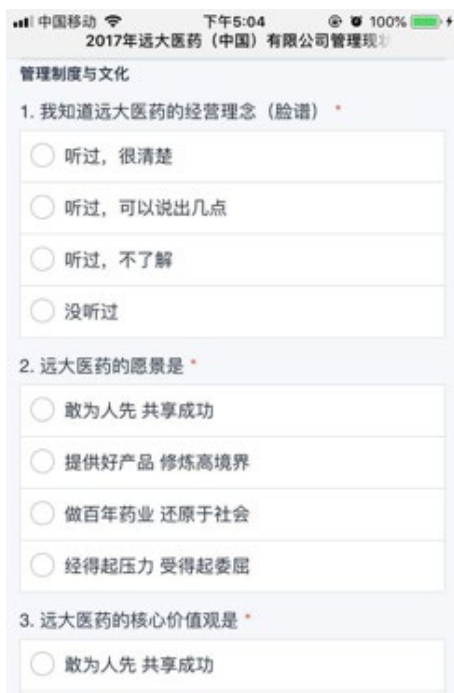 中国移动 下午5:04 100%
2017年远大医药（中国）有限公司管理现状
管理制度与文化
1. 我知道远大医药的经营理念（脸谱） *
听过，很清楚
听过，可以说出几点
听过，不了解
没听过
2. 远大医药的愿景是 *
敢为人先 共享成功
提供好产品 修炼高境界
做百年药业 还原于社会
经得起压力 受得起委屈
3. 远大医药的核心价值观是 *
敢为人先 共享成功